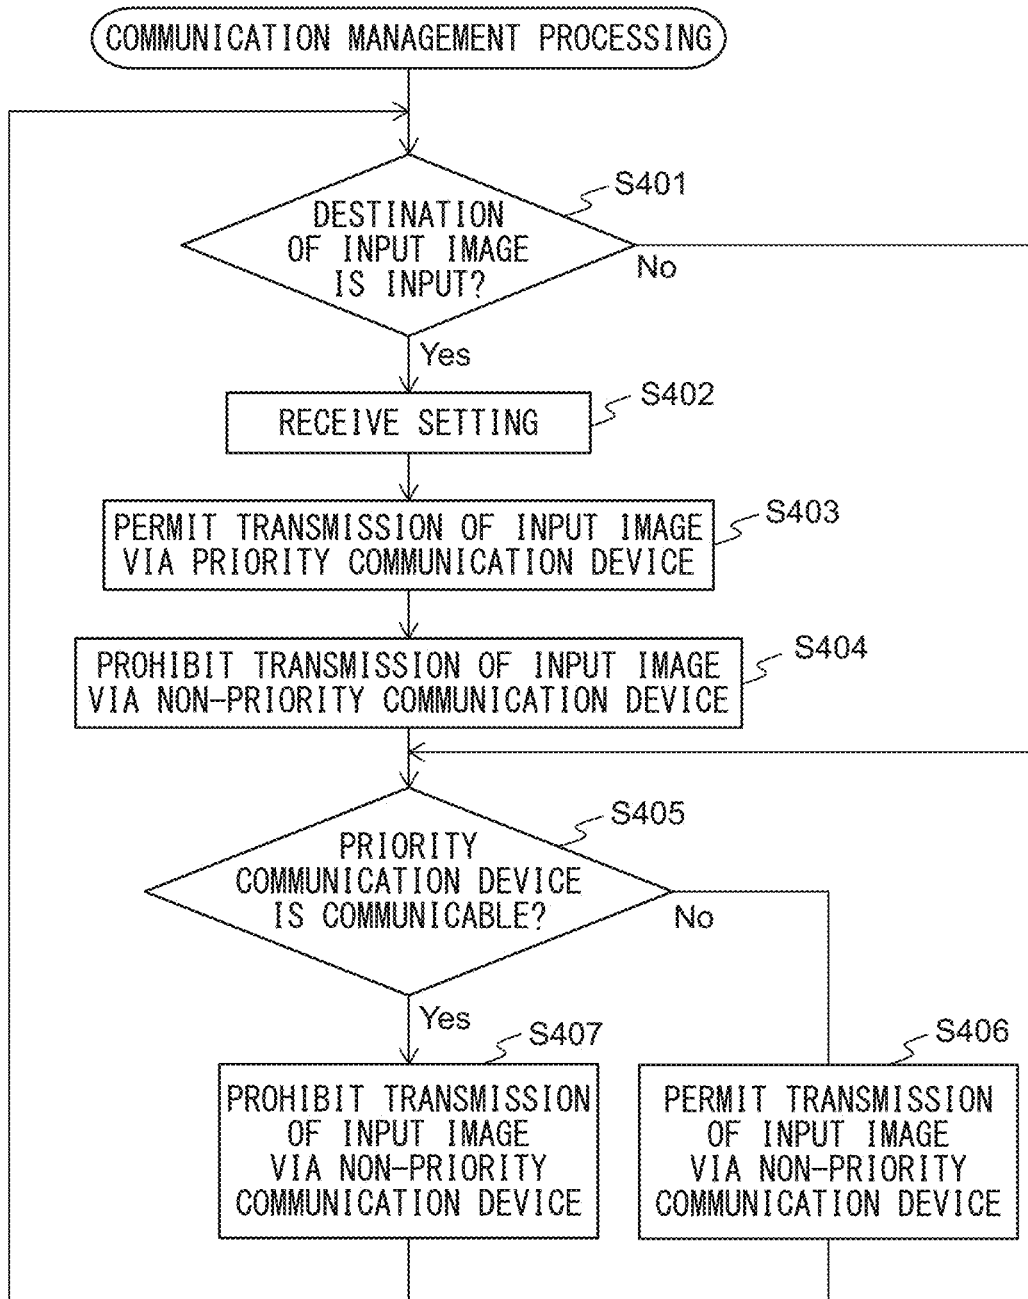 COMMUNICATION MANAGEMENT PROCESSING
S401
DESTINATION
OF INPUT IMAGE
IS INPUT?
No
Yes
S402
RECEIVE SETTING
S403
PERMIT TRANSMISSION OF INPUT IMAGE
VIA PRIORITY COMMUNICATION DEVICE
S404
PROHIBIT TRANSMISSION OF INPUT IMAGE
VIA NON-PRIORITY COMMUNICATION DEVICE
S405
PRIORITY
COMMUNICATION DEVICE
IS COMMUNICABLE?
No
Yes
S407
PROHIBIT TRANSMISSION
OF INPUT IMAGE
VIA NON-PRIORITY
COMMUNICATION DEVICE
S406
PERMIT TRANSMISSION
OF INPUT IMAGE
VIA NON-PRIORITY
COMMUNICATION DEVICE